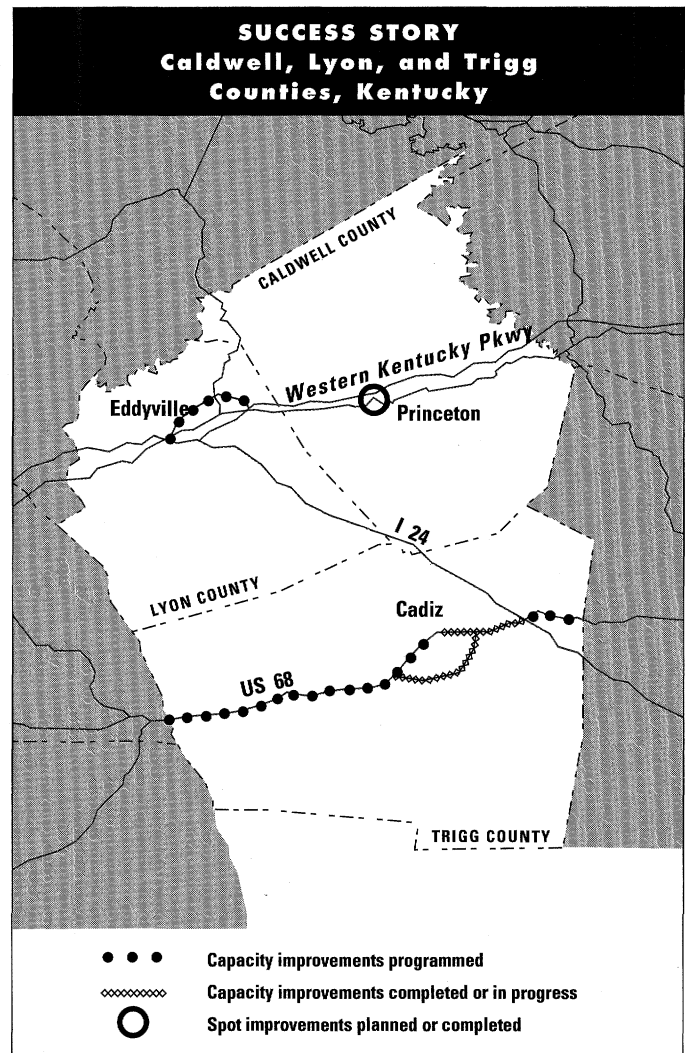 SUCCESS STORY
Caldwell, Lyon, and Trigg
Counties, Kentucky
CALDWELL COUNTY
Western Kentucky Pkwy
Eddyville
Princeton
I 24
LYON COUNTY
Cadiz
US 68
TRIGG COUNTY
Capacity improvements programmed
Capacity improvements completed or in progress
Spot improvements planned or completed